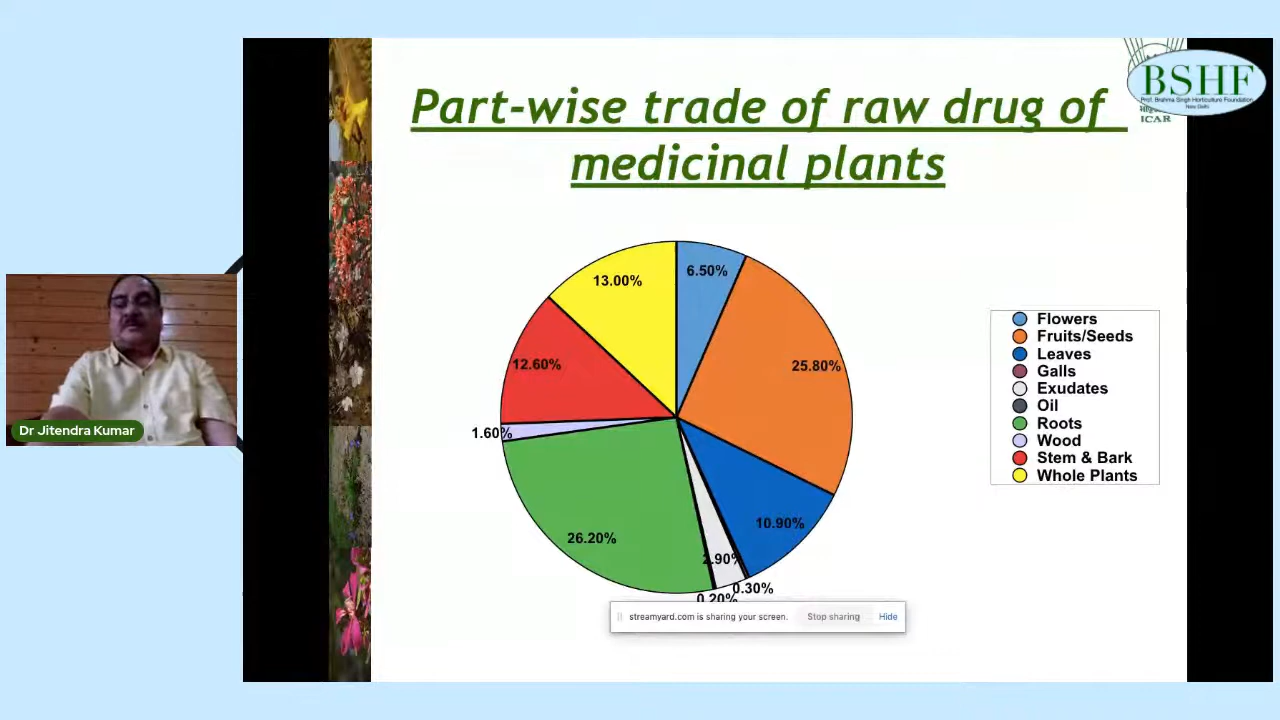 Part-wise trade of raw drug of
medicinal plants
BSHF
Prof. Brahma Singh Horticulture Foundation
New Delhi
ICAR
6.50%
13.00%
25.80%
12.60%
1.60%
10.90%
26.20%
2.90%
0.30%
0.20%
Flowers
Fruits/Seeds
Leaves
Galls
Exudates
Oil
Roots
Wood
Stem & Bark
Whole Plants
Dr Jitendra Kumar
streamyard.com is sharing your screen. Stop sharing Hide